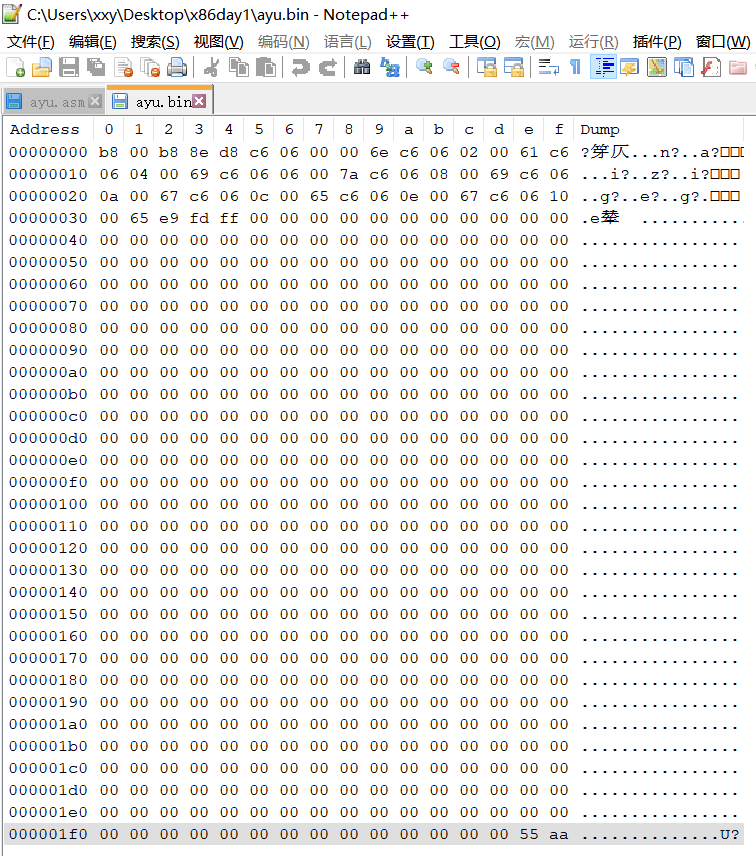 C:\Users\xxy\Desktop\x86day1\ayu.bin - Notepad++
文件(F) 编辑(E) 搜索(S) 视图(V) 编码(N) 语言(L) 设置(T) 工具(O) 宏(M) 运行(R) 插件(P) 窗口(W)
ayu.asm ayu.bin
Address 0 1 2 3 4 5 6 7 8 9 a b c d e f Dump
00000000 b8 00 b8 8e d8 c6 06 00 00 6e c6 06 02 00 61 c6 ?笌仄...n?..a?□□□
00000010 06 04 00 69 c6 06 06 00 7a c6 06 08 00 69 c6 06 ...i?..z?..i?□□□
00000020 0a 00 67 c6 06 0c 00 65 c6 06 0e 00 67 c6 06 10 ..g?..e?..g?.□□□
00000030 00 65 e9 fd ff 00 00 00 00 00 00 00 00 00 00 00 .e辇 ...........
00000040 00 00 00 00 00 00 00 00 00 00 00 00 00 00 00 00 ................
00000050 00 00 00 00 00 00 00 00 00 00 00 00 00 00 00 00 ................
00000060 00 00 00 00 00 00 00 00 00 00 00 00 00 00 00 00 ................
00000070 00 00 00 00 00 00 00 00 00 00 00 00 00 00 00 00 ................
00000080 00 00 00 00 00 00 00 00 00 00 00 00 00 00 00 00 ................
00000090 00 00 00 00 00 00 00 00 00 00 00 00 00 00 00 00 ................
000000a0 00 00 00 00 00 00 00 00 00 00 00 00 00 00 00 00 ................
000000b0 00 00 00 00 00 00 00 00 00 00 00 00 00 00 00 00 ................
000000c0 00 00 00 00 00 00 00 00 00 00 00 00 00 00 00 00 ................
000000d0 00 00 00 00 00 00 00 00 00 00 00 00 00 00 00 00 ................
000000e0 00 00 00 00 00 00 00 00 00 00 00 00 00 00 00 00 ................
000000f0 00 00 00 00 00 00 00 00 00 00 00 00 00 00 00 00 ................
00000100 00 00 00 00 00 00 00 00 00 00 00 00 00 00 00 00 ................
00000110 00 00 00 00 00 00 00 00 00 00 00 00 00 00 00 00 ................
00000120 00 00 00 00 00 00 00 00 00 00 00 00 00 00 00 00 ................
00000130 00 00 00 00 00 00 00 00 00 00 00 00 00 00 00 00 ................
00000140 00 00 00 00 00 00 00 00 00 00 00 00 00 00 00 00 ................
00000150 00 00 00 00 00 00 00 00 00 00 00 00 00 00 00 00 ................
00000160 00 00 00 00 00 00 00 00 00 00 00 00 00 00 00 00 ................
00000170 00 00 00 00 00 00 00 00 00 00 00 00 00 00 00 00 ................
00000180 00 00 00 00 00 00 00 00 00 00 00 00 00 00 00 00 ................
00000190 00 00 00 00 00 00 00 00 00 00 00 00 00 00 00 00 ................
000001a0 00 00 00 00 00 00 00 00 00 00 00 00 00 00 00 00 ................
000001b0 00 00 00 00 00 00 00 00 00 00 00 00 00 00 00 00 ................
000001c0 00 00 00 00 00 00 00 00 00 00 00 00 00 00 00 00 ................
000001d0 00 00 00 00 00 00 00 00 00 00 00 00 00 00 00 00 ................
000001e0 00 00 00 00 00 00 00 00 00 00 00 00 00 00 00 00 ................
000001f0 00 00 00 00 00 00 00 00 00 00 00 00 00 00 55 aa ..............U?